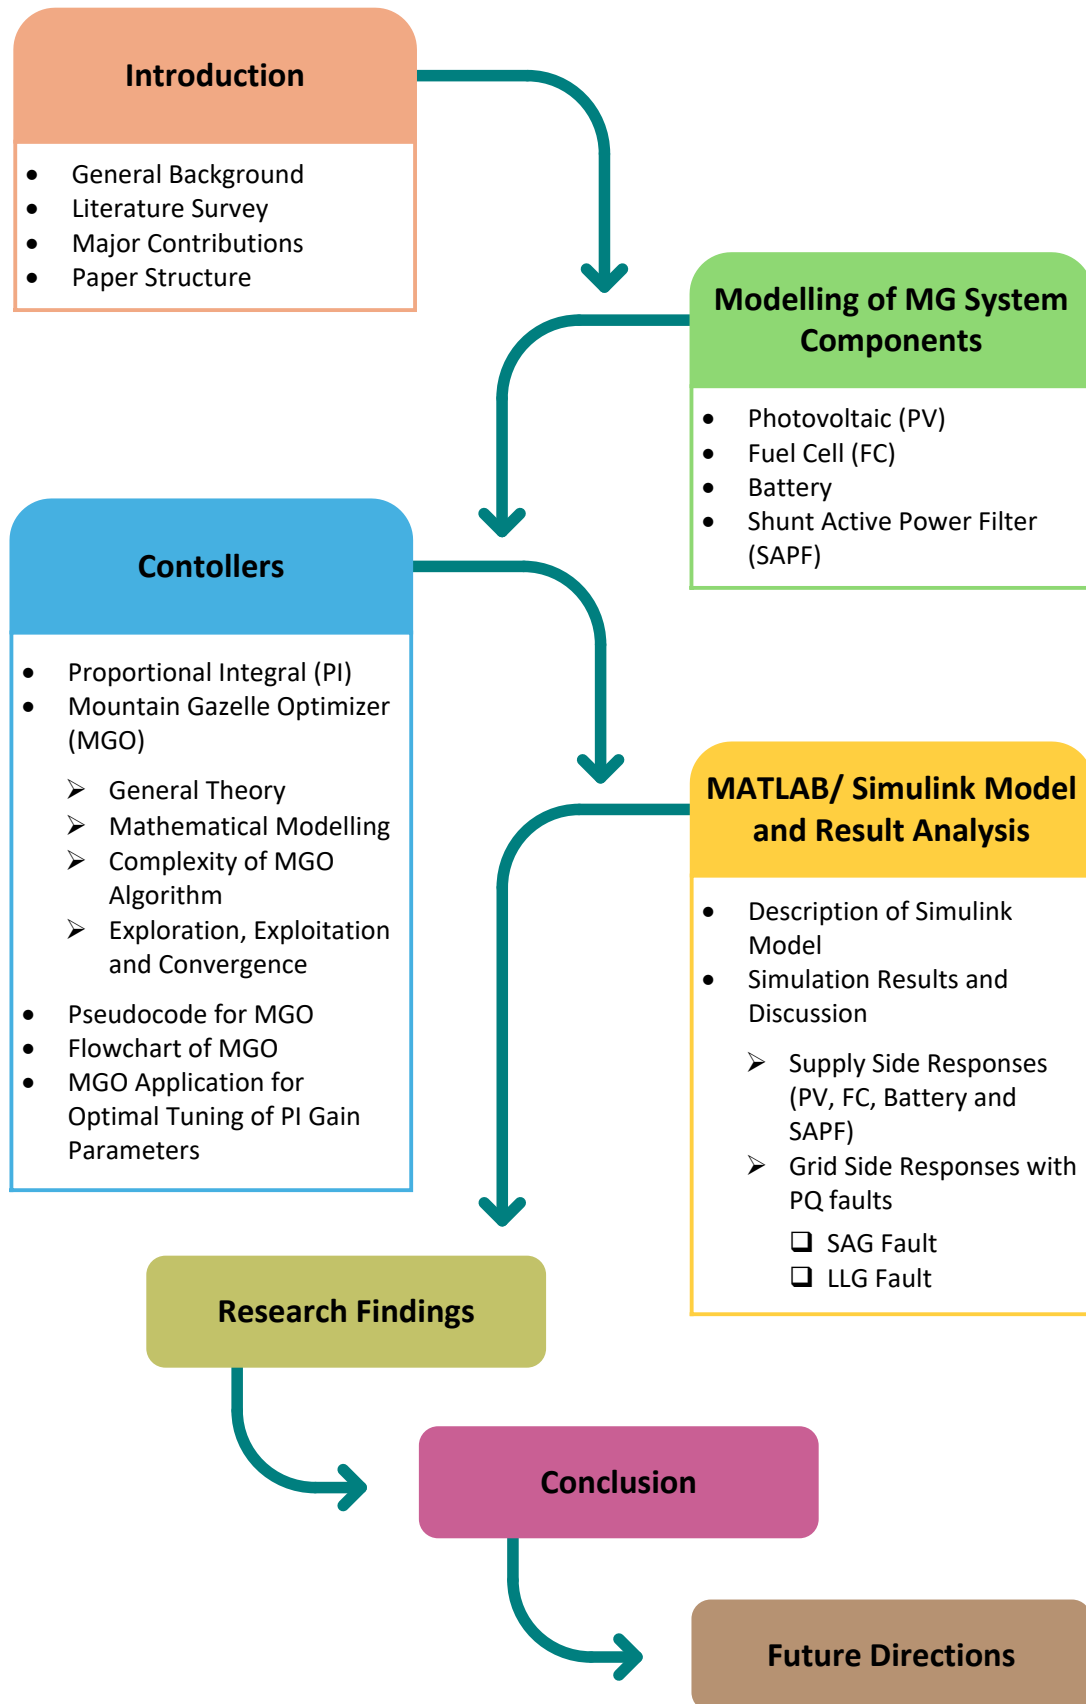 Introduction
• General Background
• Literature Survey
• Major Contributions
• Paper Structure
Modelling of MG System
Components
• Photovoltaic (PV)
• Fuel Cell (FC)
• Battery
• Shunt Active Power Filter
(SAPF)
Contollers
• Proportional Integral (PI)
• Mountain Gazelle Optimizer
(MGO)
➢ General Theory
➢ Mathematical Modelling
➢ Complexity of MGO
Algorithm
➢ Exploration, Exploitation
and Convergence
• Pseudocode for MGO
• Flowchart of MGO
• MGO Application for
Optimal Tuning of PI Gain
Parameters
MATLAB/ Simulink Model
and Result Analysis
• Description of Simulink
Model
• Simulation Results and
Discussion
➢ Supply Side Responses
(PV, FC, Battery and
SAPF)
➢ Grid Side Responses with
PQ faults
❑ SAG Fault
❑ LLG Fault
Research Findings
Conclusion
Future Directions